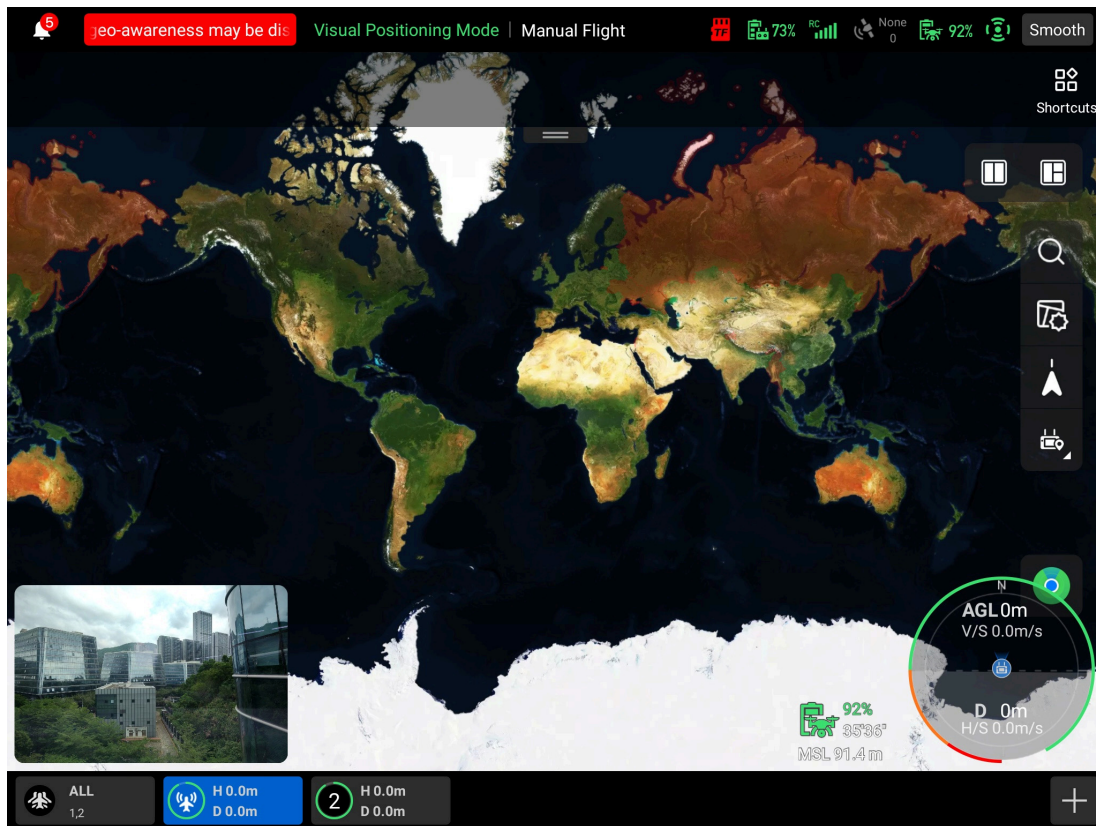 5
geo-awareness may be dis
Visual Positioning Mode | Manual Flight
TF
73%
RC
None
0
92%
Smooth
Shortcuts
N
AGL 0m
V/S 0.0m/s
D 0m
H/S 0.0m/s
92%
35'36"
MSL 91.4 m
ALL
1,2
H 0.0m
D 0.0m
2
H 0.0m
D 0.0m